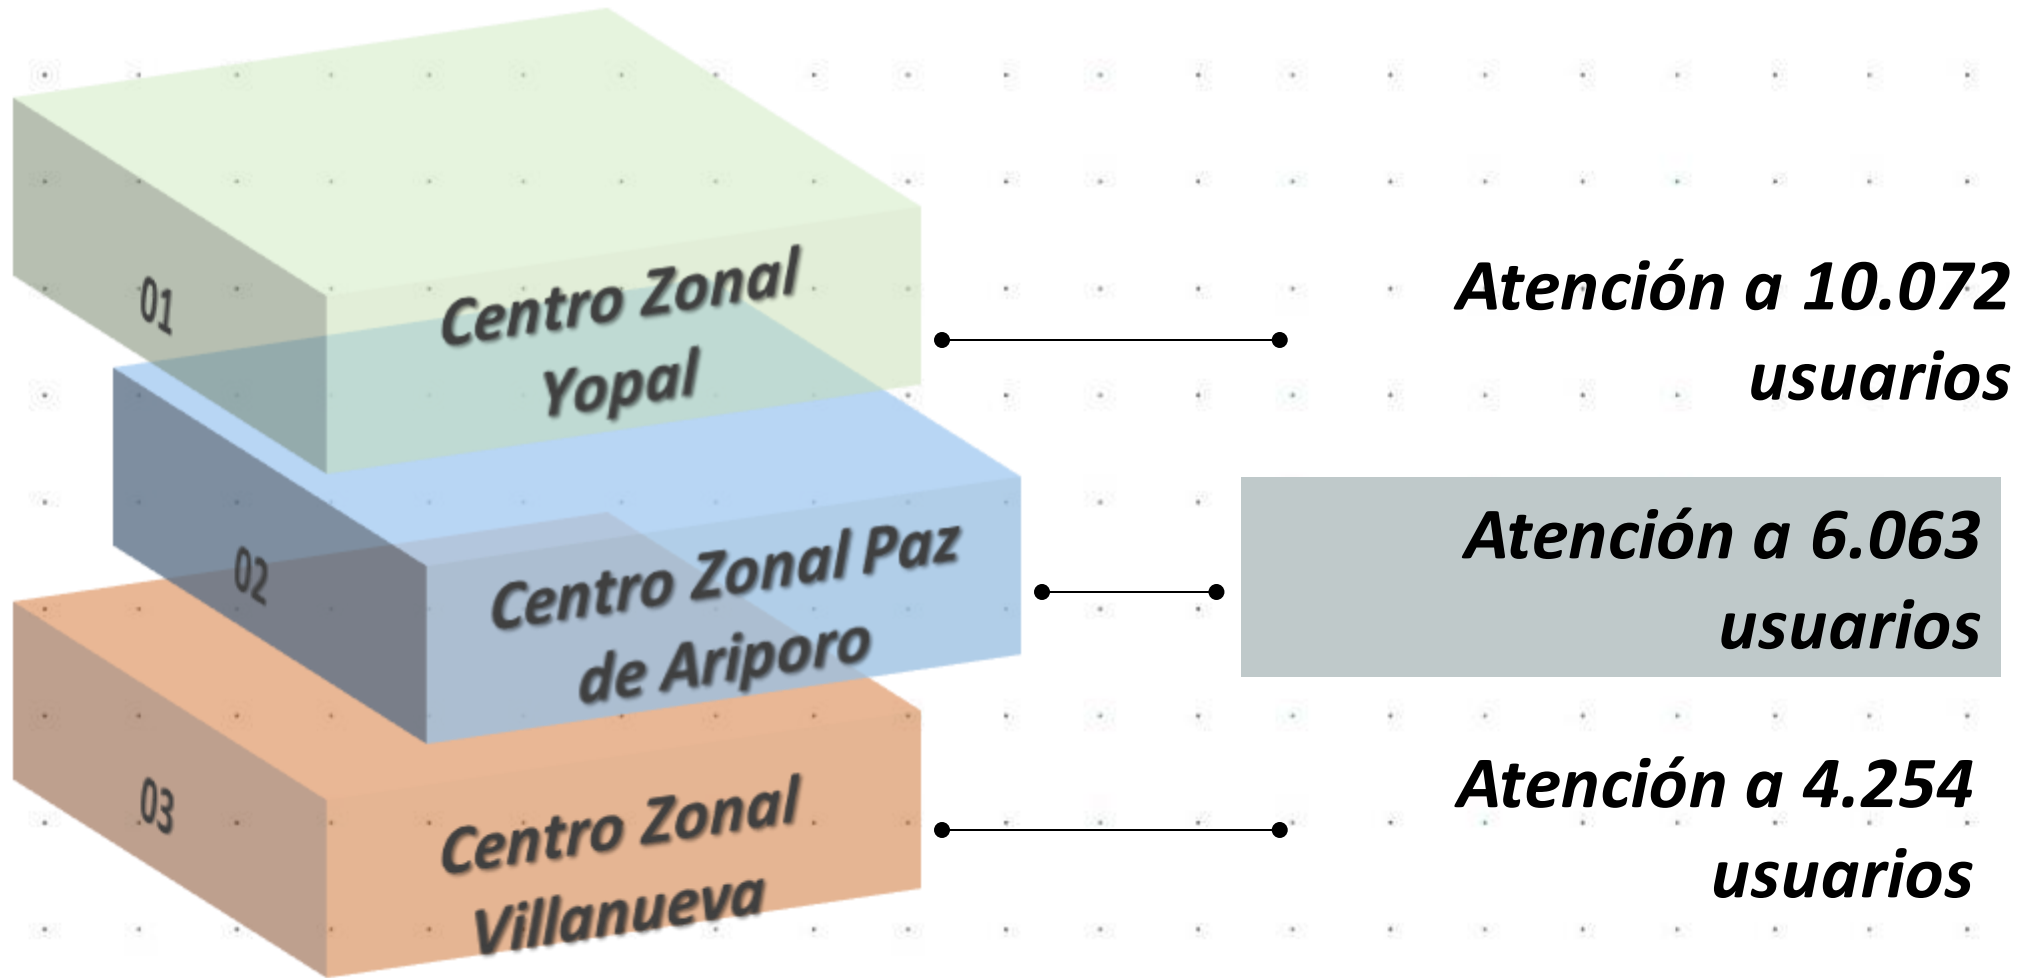 01
Centro Zonal
Yopal
Atención a 10.072
usuarios
02
Centro Zonal Paz
de Ariporo
Atención a 6.063
usuarios
03
Centro Zonal
Villanueva
Atención a 4.254
usuarios